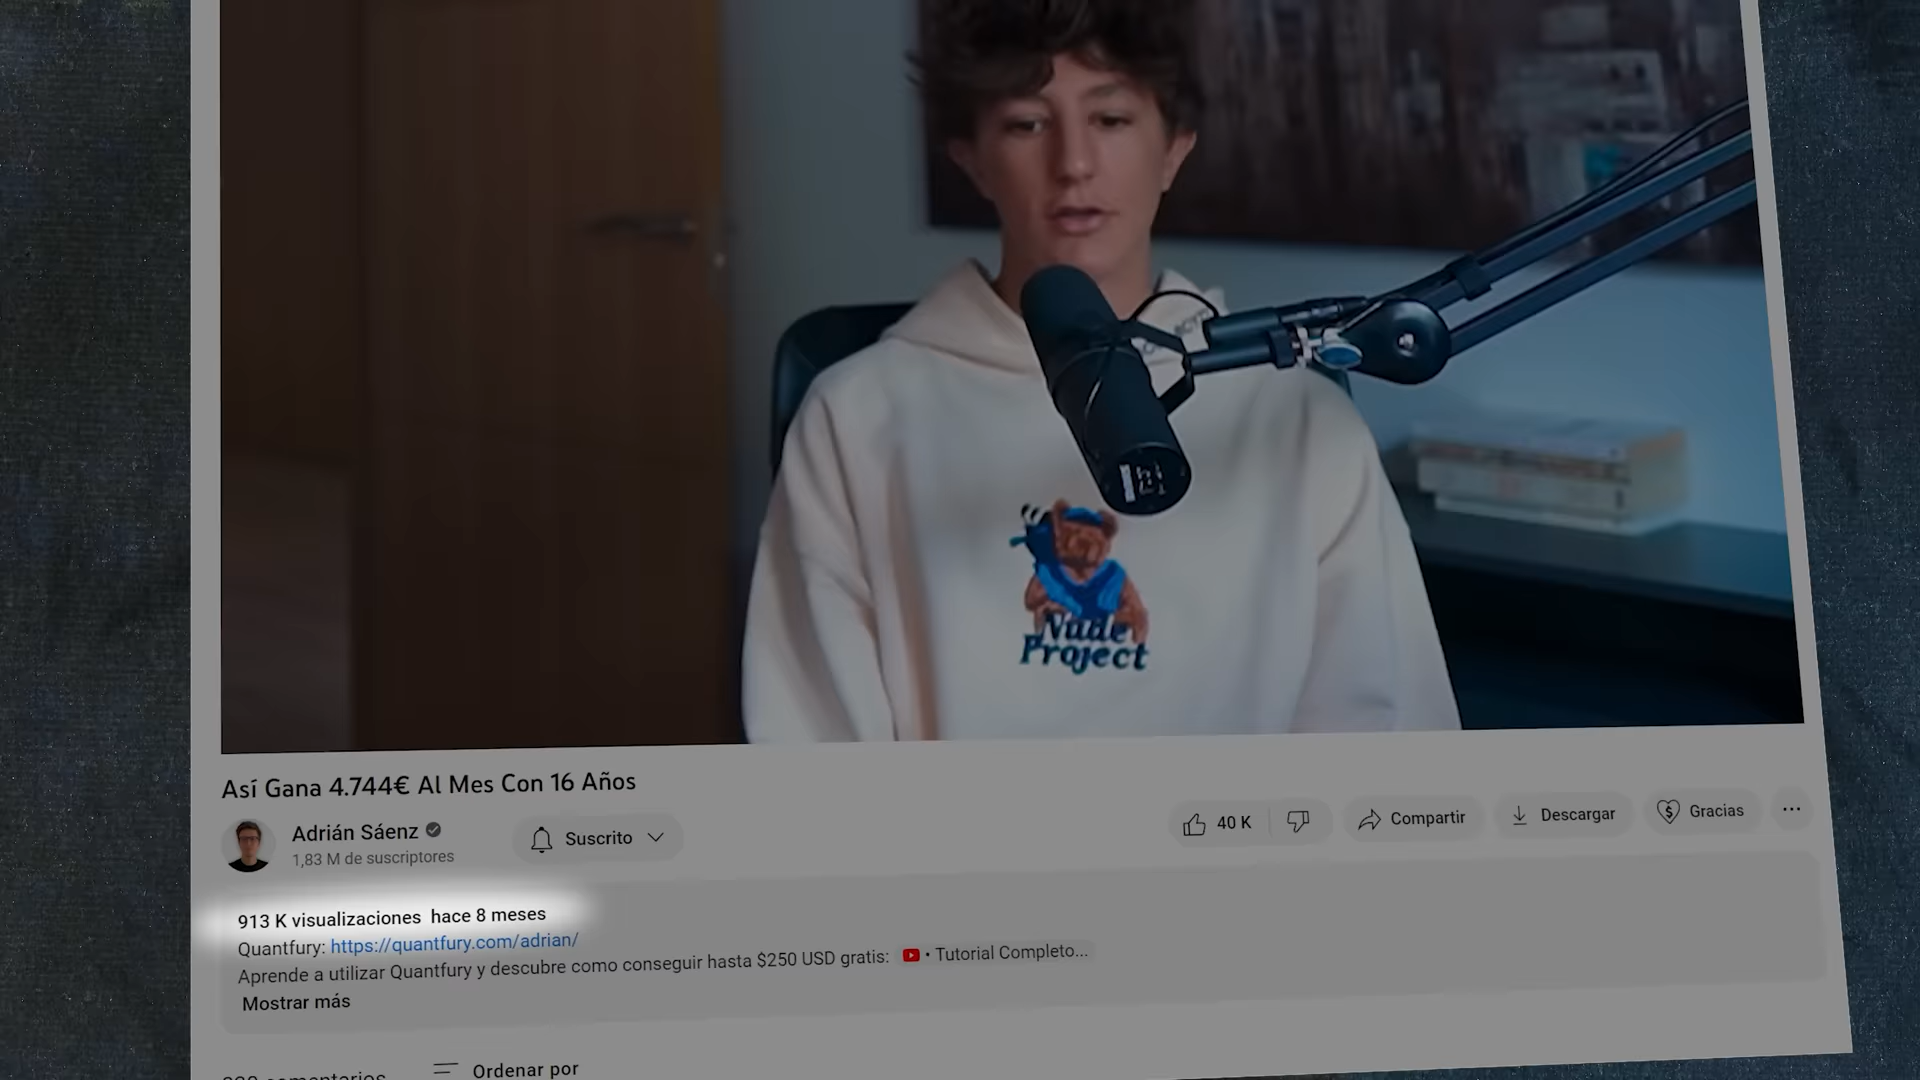 Nude
Project
Así Gana 4.744€ Al Mes Con 16 Años
Adrián Sáenz
1,83 M de suscriptores
Suscrito
40 K
Compartir
Descargar
Gracias
913 K visualizaciones hace 8 meses
Quantfury: https://quantfury.com/adrian/
Aprende a utilizar Quantfury y descubre como conseguir hasta $250 USD gratis: • Tutorial Completo...
Mostrar más
comentarios
Ordenar por